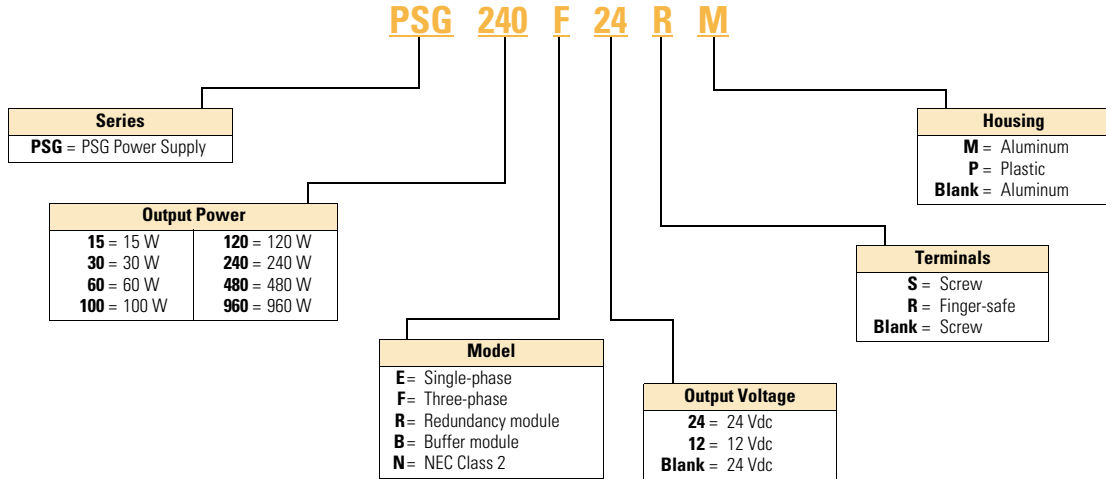 PSG 240 F 24 R M
Series
PSG = PSG Power Supply
Housing
M = Aluminum
P = Plastic
Blank = Aluminum
Output Power
15 = 15 W
30 = 30 W
60 = 60 W
100 = 100 W
120 = 120 W
240 = 240 W
480 = 480 W
960 = 960 W
Terminals
S = Screw
R = Finger-safe
Blank = Screw
Model
E = Single-phase
F = Three-phase
R = Redundancy module
B = Buffer module
N = NEC Class 2
Output Voltage
24 = 24 Vdc
12 = 12 Vdc
Blank = 24 Vdc